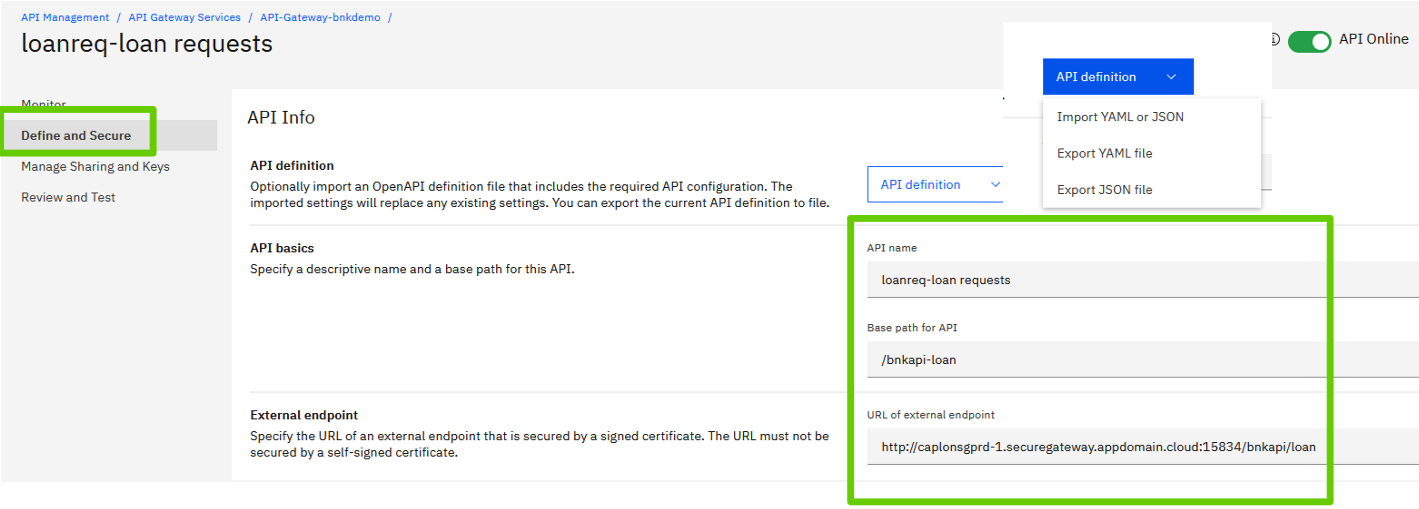 API Management / API Gateway Services / API-Gateway-bnkdemo /
loanreq-loan requests
API Online
Monitor
Define and Secure
Manage Sharing and Keys
Review and Test
API Info
API definition
Optionally import an OpenAPI definition file that includes the required API configuration. The
imported settings will replace any existing settings. You can export the current API definition to file.
API definition
API definition
Import YAML or JSON
Export YAML file
Export JSON file
API basics
Specify a descriptive name and a base path for this API.
API name
loanreq-loan requests
Base path for API
/bnkapi-loan
External endpoint
Specify the URL of an external endpoint that is secured by a signed certificate. The URL must not be
secured by a self-signed certificate.
URL of external endpoint
http://caplonsgprd-1.securegateway.appdomain.cloud:15834/bnkapi/loan